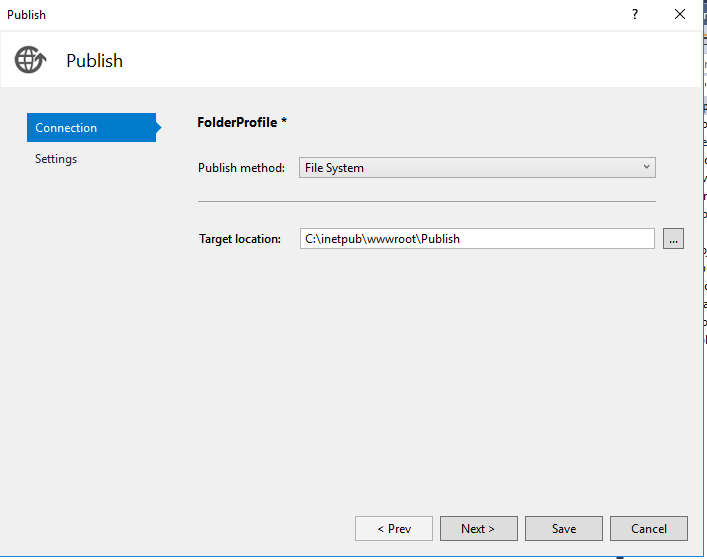 Publish
?
Publish
Connection
Settings
FolderProfile *
Publish method: File System
Target location: C:\inetpub\wwwroot\Publish ...
< Prev Next > Save Cancel